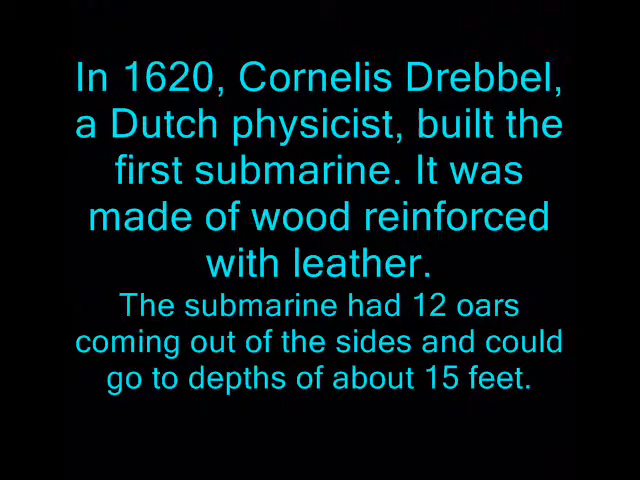 In 1620, Cornelis Drebbel,
a Dutch physicist, built the
first submarine. It was
made of wood reinforced
with leather.
The submarine had 12 oars
coming out of the sides and could
go to depths of about 15 feet.